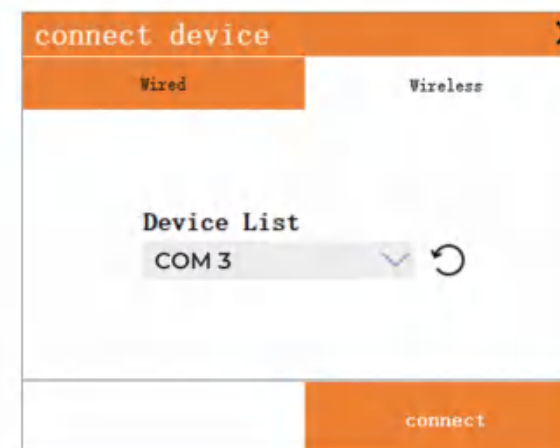 connect device
Wired Wireless
Device List
COM 3
connect